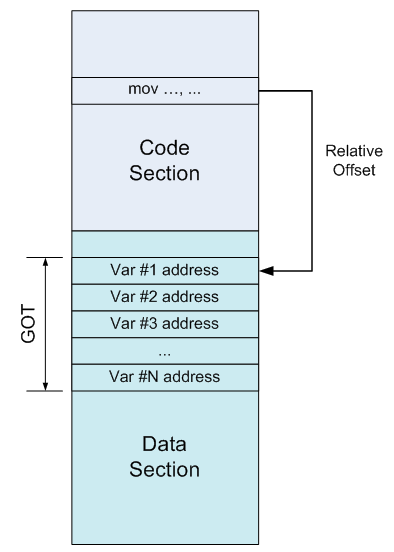 mov ..., ...
Code
Section
Relative
Offset
Var #1 address
Var #2 address
Var #3 address
...
Var #N address
GOT
Data
Section